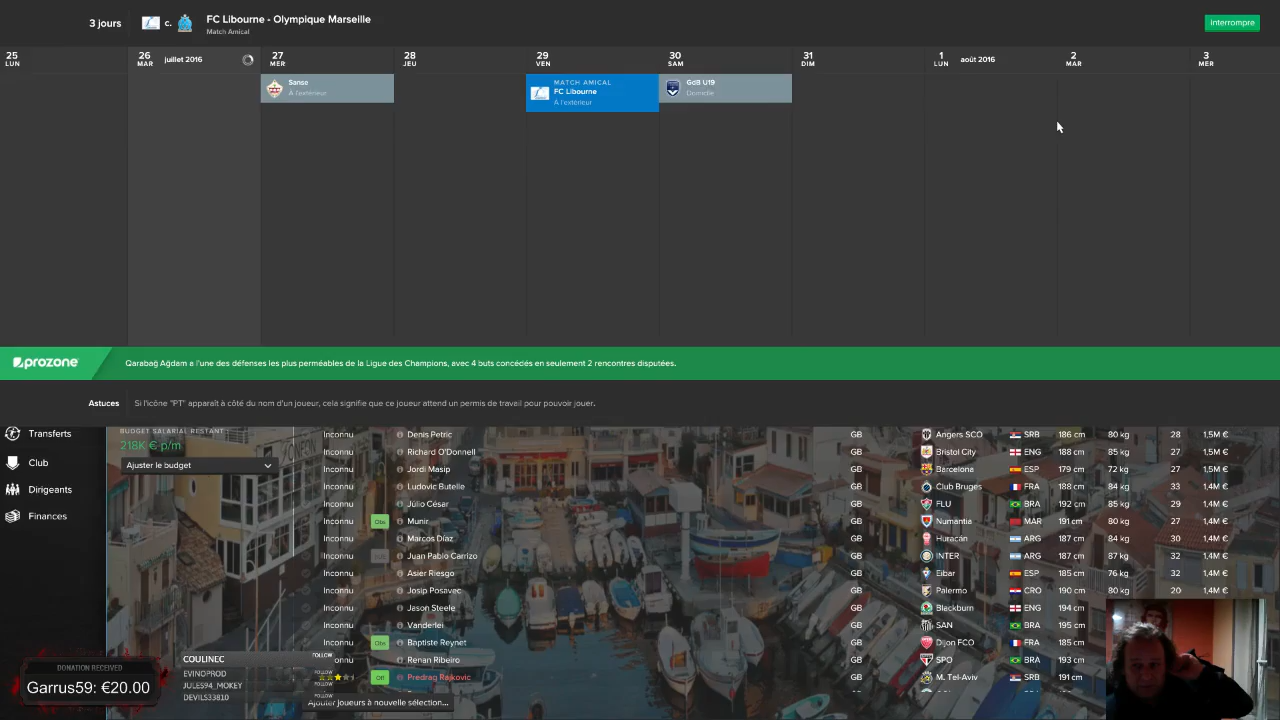 3 jours
c.
FC Libourne - Olympique Marseille
Match Amical
Interrompre
25 LUN
26 MAR juillet 2016
27 MER
28 JEU
29 VEN
30 SAM
31 DIM
1 LUN août 2016
2 MAR
3 MER
Sanse
À l'extérieur
MATCH AMICAL
FC Libourne
À l'extérieur
GdB U19
Domicile
prozone
Qarabağ Ağdam a l'une des défenses les plus perméables de la Ligue des Champions, avec 4 buts concédés en seulement 2 rencontres disputées.
Astuces
Si l'icône "PT" apparaît à côté du nom d'un joueur, cela signifie que ce joueur attend un permis de travail pour pouvoir jouer.
Transferts
Club
Dirigeants
Finances
BUDGET SALARIAL RESTANT
218K € p/m
Ajuster le budget
Inconnu Denis Petric GB Angers SCO SRB 186 cm 80 kg 28 1,5M €
Inconnu Richard O'Donnell GB Bristol City ENG 188 cm 85 kg 27 1,5M €
Inconnu Jordi Masip GB Barcelona ESP 179 cm 72 kg 27 1,5M €
Inconnu Ludovic Butelle GB Club Bruges FRA 188 cm 84 kg 33 1,4M €
Inconnu Júlio César GB FLU BRA 192 cm 85 kg 29 1,4M €
Inconnu Obs Munir GB Numantia MAR 191 cm 80 kg 27 1,4M €
Inconnu Marcos Díaz GB Huracán ARG 187 cm 84 kg 30 1,4M €
Inconnu Juan Pablo Carrizo GB INTER ARG 187 cm 87 kg 32 1,4M €
Inconnu Asier Riesgo GB Eibar ESP 185 cm 76 kg 32 1,4M €
Inconnu Josip Posavec GB Palermo CRO 190 cm 80 kg 20 1,4M €
Inconnu Jason Steele GB Blackburn ENG 194 cm
Inconnu Vanderlei GB SAN BRA 195 cm
Inconnu Obs Baptiste Reynet GB Dijon FCO FRA 185 cm
onnu Renan Ribeiro GB SPO BRA 193 cm
Off Predrag Rajkovic GB M. Tel-Aviv SRB 191 cm
Ajouter joueurs à nouvelle sélection...
DONATION RECEIVED
Garrus59: €20.00
COULINEC FOLLOW
EVINOPROD FOLLOW
JULES94_MOKEY FOLLOW
DEVILS33810 FOLLOW